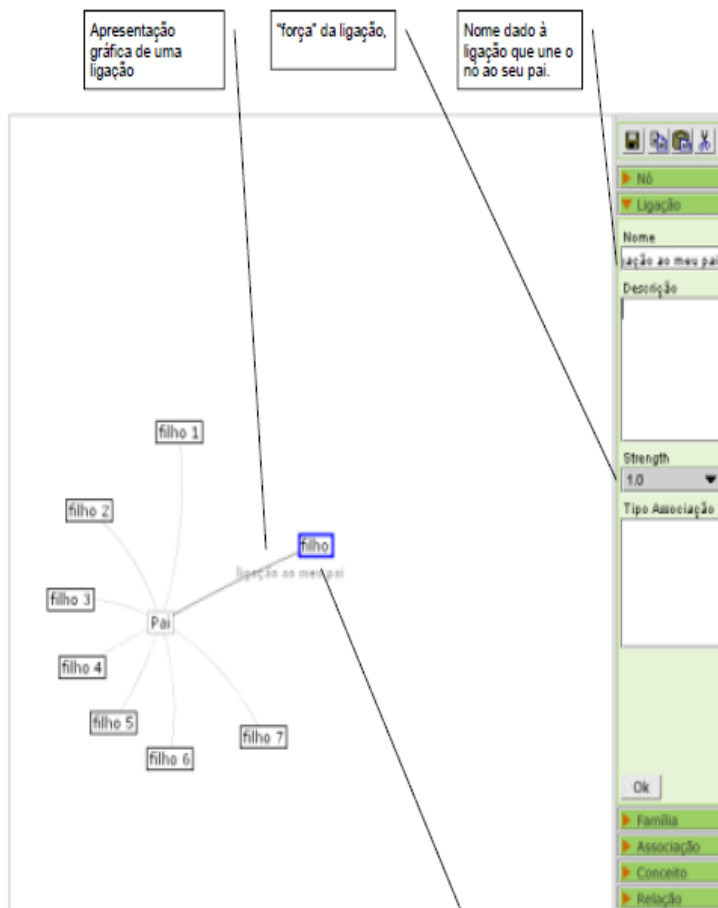 Apresentação
gráfica de uma
ligação
"força" da ligação,
Nome dado à
ligação que une o
nó ao seu pai.
Nó
Ligação
Nome
ação ao meu pai
Descrição
Strength
1.0
Tipo Associação
filho 1
filho 2
filho
ligação ao meu pai
filho 3
Pai
filho 4
filho 5
filho 6
filho 7
Ok
Família
Associação
Conceito
Relação